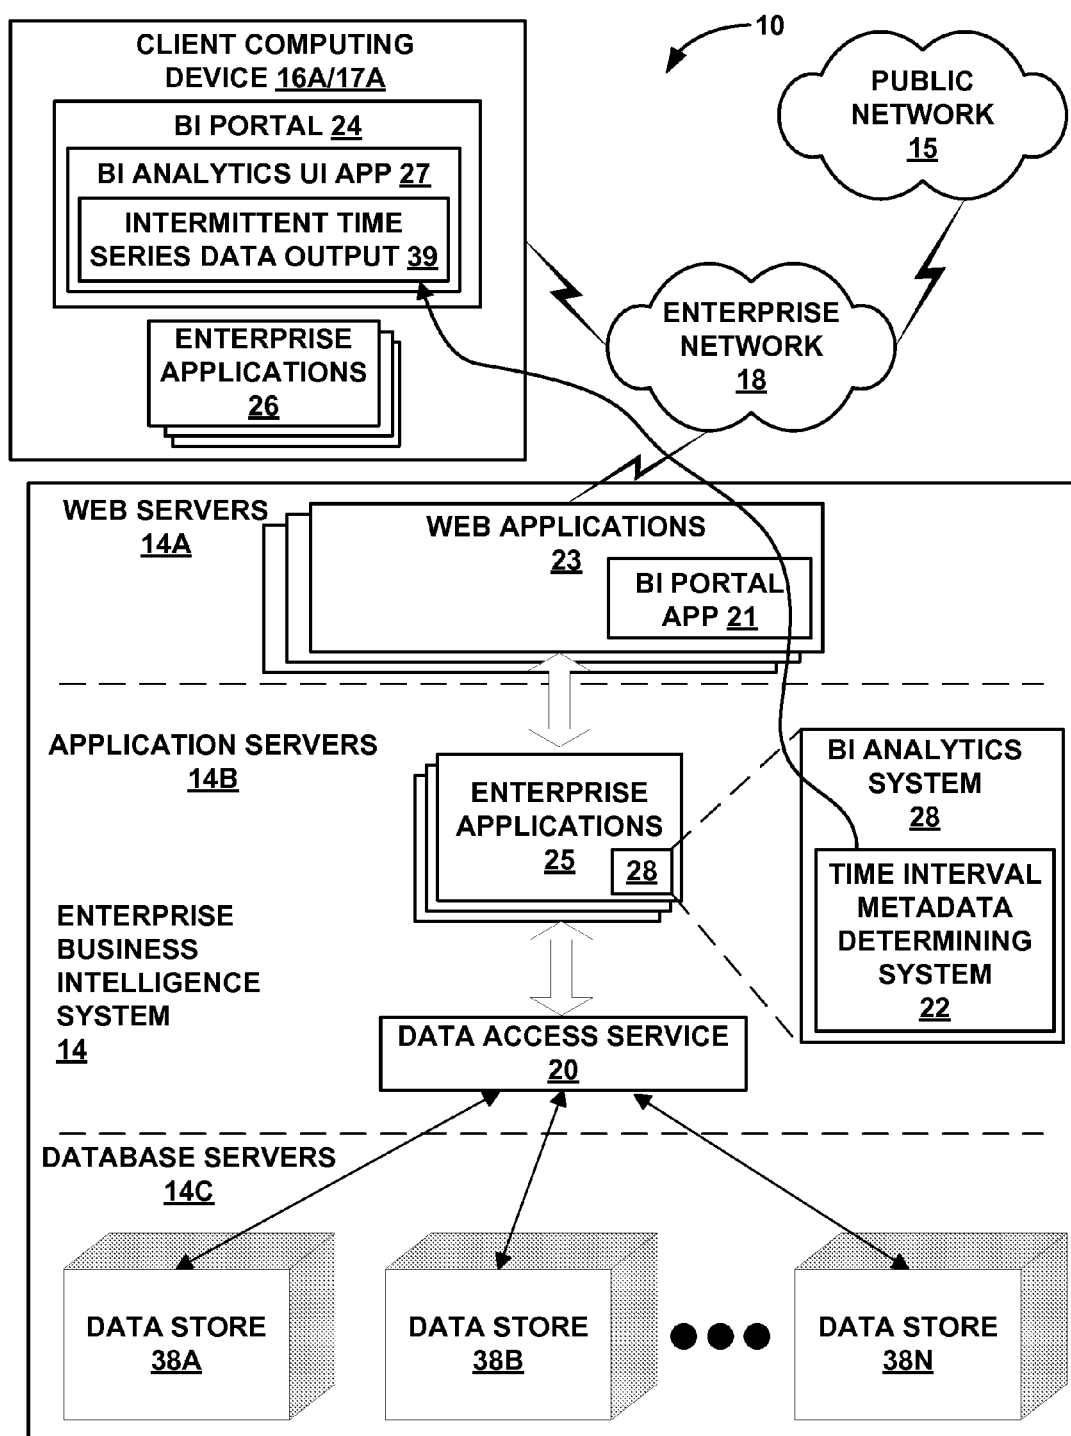 10
CLIENT COMPUTING
DEVICE 16A/17A
BI PORTAL 24
BI ANALYTICS UI APP 27
INTERMITTENT TIME
SERIES DATA OUTPUT 39
ENTERPRISE
APPLICATIONS
26
PUBLIC
NETWORK
15
ENTERPRISE
NETWORK
18
WEB SERVERS
14A
WEB APPLICATIONS
23
BI PORTAL
APP 21
APPLICATION SERVERS
14B
ENTERPRISE
APPLICATIONS
25
28
BI ANALYTICS
SYSTEM
28
TIME INTERVAL
METADATA
DETERMINING
SYSTEM
22
ENTERPRISE
BUSINESS
INTELLIGENCE
SYSTEM
14
DATA ACCESS SERVICE
20
DATABASE SERVERS
14C
DATA STORE
38A
DATA STORE
38B
DATA STORE
38N